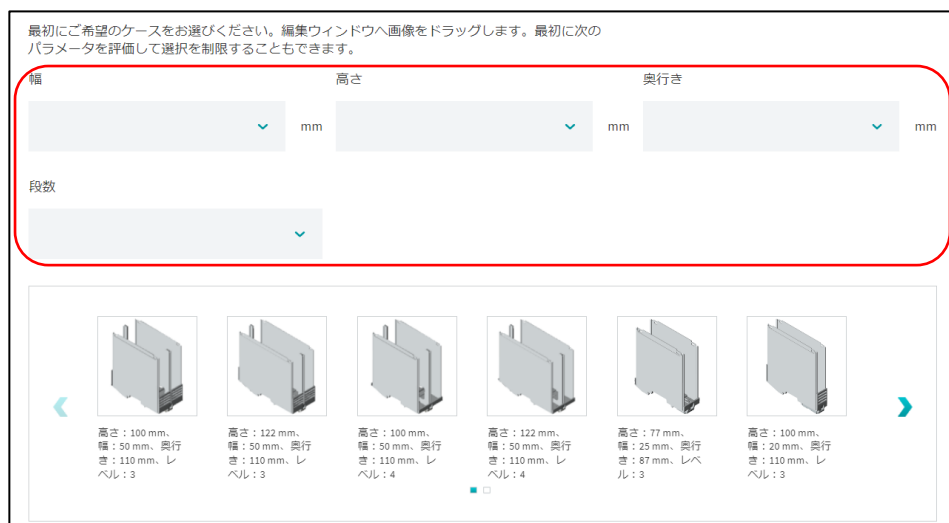 最初にご希望のケースをお選びください。編集ウィンドウへ画像をドラッグします。最初に次の
パラメータを評価して選択を制限することもできます。
幅
高さ
奥行き
mm
mm
mm
段数
高さ：100 mm、
幅：50 mm、奥行
き：110 mm、レ
ベル：3
高さ：122 mm、
幅：50 mm、奥行
き：110 mm、レ
ベル：3
高さ：100 mm、
幅：50 mm、奥行
き：110 mm、レ
ベル：4
高さ：122 mm、
幅：50 mm、奥行
き：110 mm、レ
ベル：4
高さ：77 mm、
幅：25 mm、奥行
き：87 mm、レベ
ル：3
高さ：100 mm、
幅：20 mm、奥行
き：110 mm、レ
ベル：3